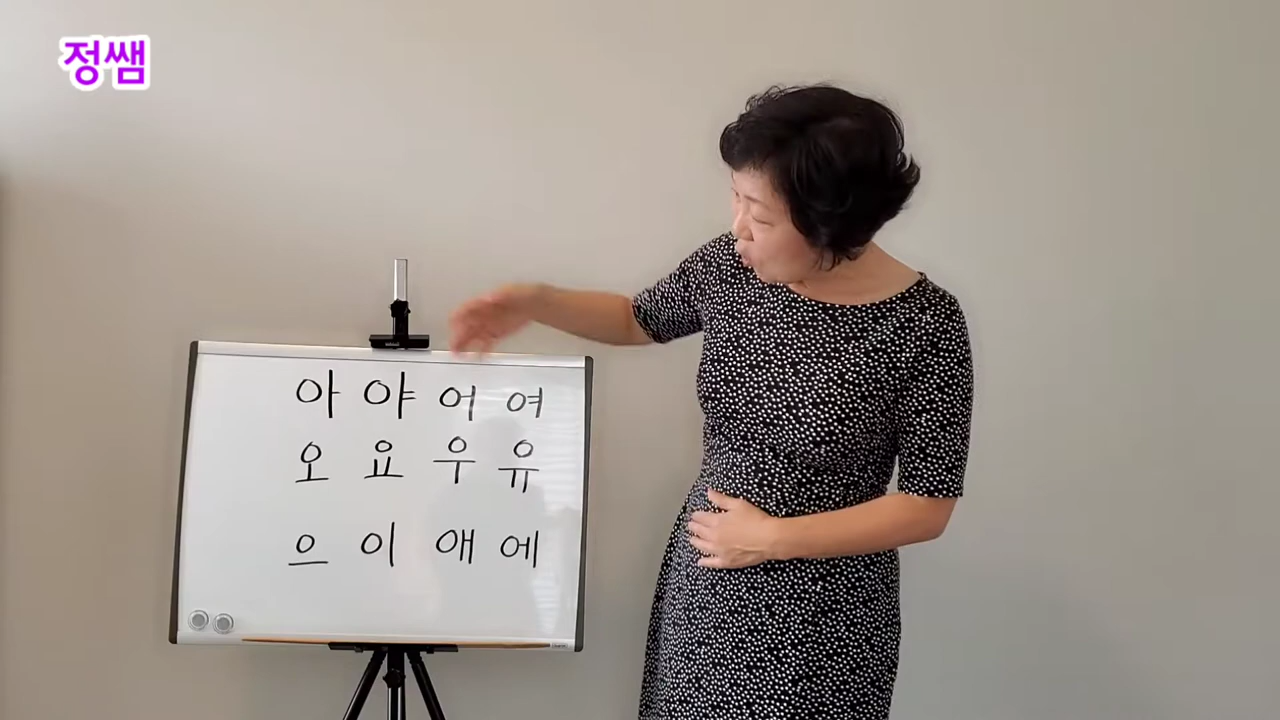 정쌤
아 야 어 여
오 요 우 유
으 이 애 에